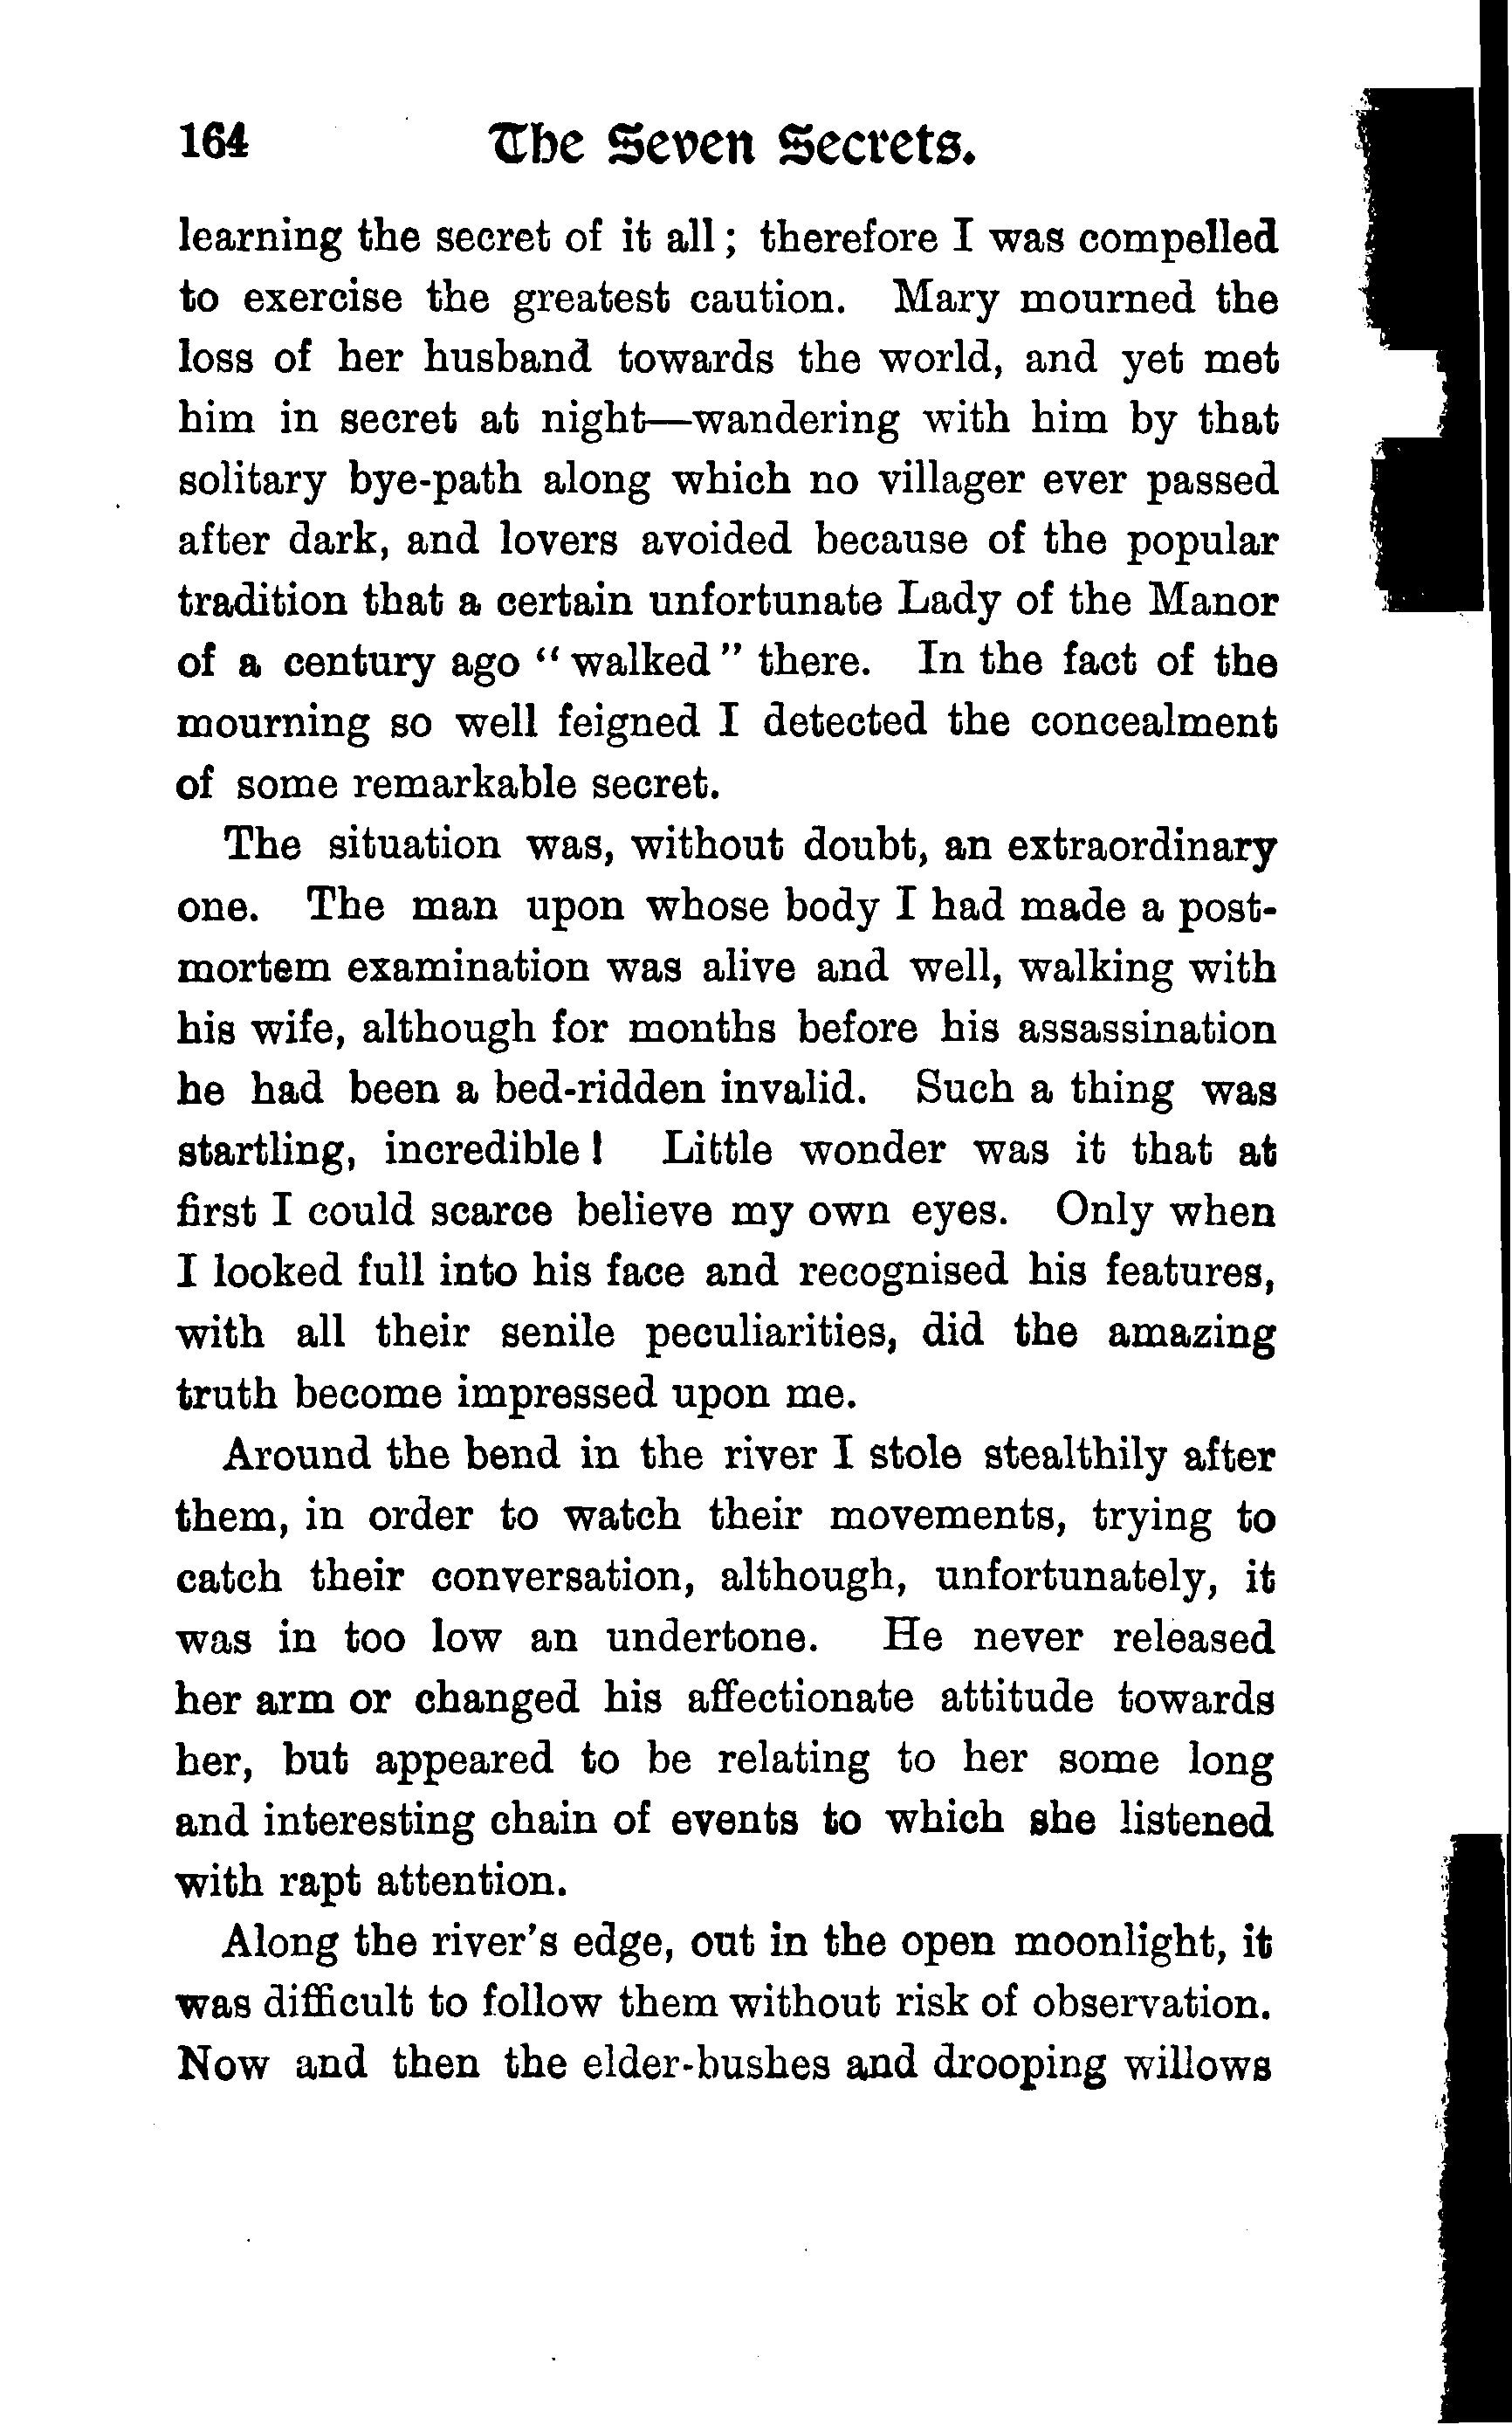 164 The Seven Secrets.
learning the secret of it all; therefore I was compelled
to exercise the greatest caution. Mary mourned the
loss of her husband towards the world, and yet met
him in secret at night—wandering with him by that
solitary bye-path along which no villager ever passed
after dark, and lovers avoided because of the popular
tradition that a certain unfortunate Lady of the Manor
of a century ago "walked" there. In the fact of the
mourning so well feigned I detected the concealment
of some remarkable secret.
The situation was, without doubt, an extraordinary
one. The man upon whose body I had made a post-
mortem examination was alive and well, walking with
his wife, although for months before his assassination
he had been a bed-ridden invalid. Such a thing was
startling, incredible! Little wonder was it that at
first I could scarce believe my own eyes. Only when
I looked full into his face and recognised his features,
with all their senile peculiarities, did the amazing
truth become impressed upon me.
Around the bend in the river I stole stealthily after
them, in order to watch their movements, trying to
catch their conversation, although, unfortunately, it
was in too low an undertone. He never released
her arm or changed his affectionate attitude towards
her, but appeared to be relating to her some long
and interesting chain of events to which she listened
with rapt attention.
Along the river's edge, out in the open moonlight, it
was difficult to follow them without risk of observation.
Now and then the elder-bushes and drooping willows